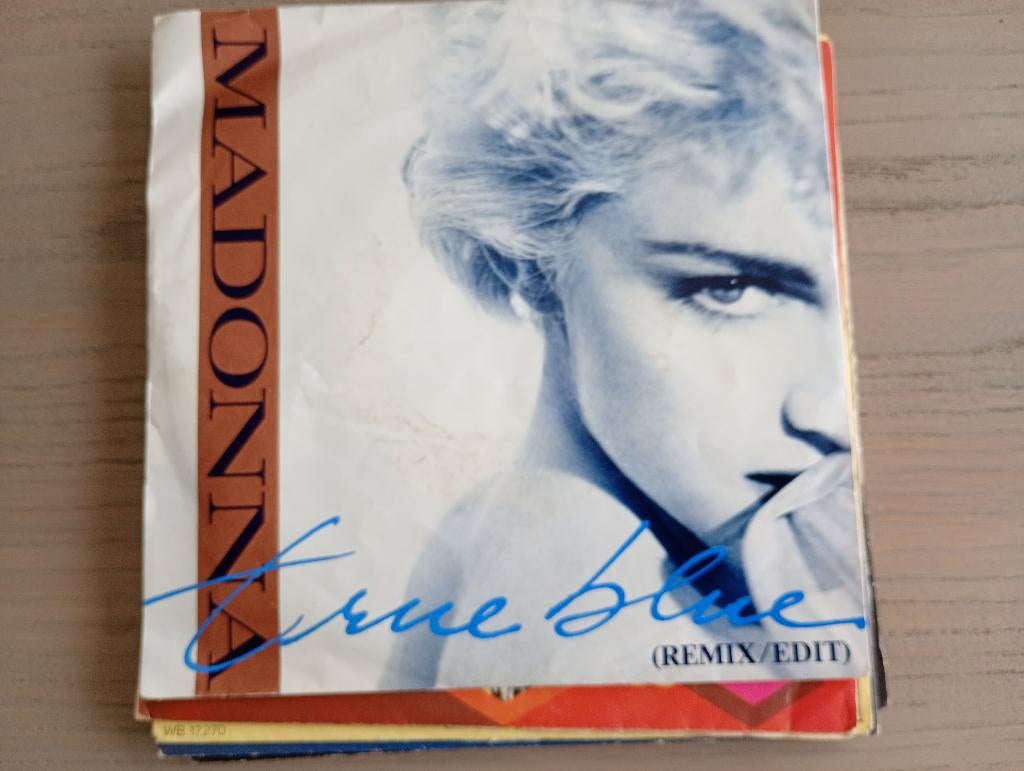 MADONNA
true blue
(REMIX/EDIT)
WB 17.270